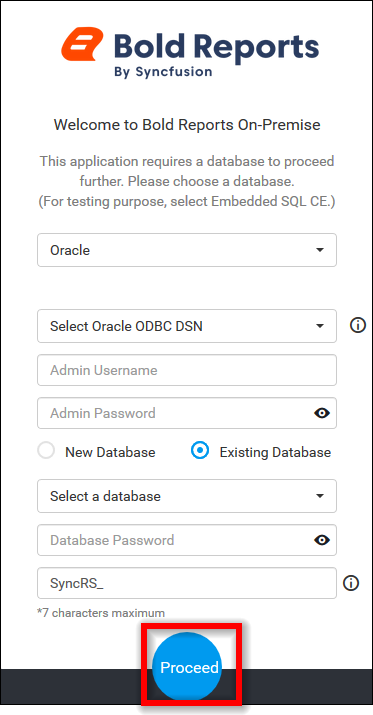 Bold Reports
By Syncfusion
Welcome to Bold Reports On-Premise
This application requires a database to proceed
further. Please choose a database.
(For testing purpose, select Embedded SQL CE.)
Oracle
Select Oracle ODBC DSN
Admin Username
Admin Password
New Database Existing Database
Select a database
Database Password
SyncRS_
*7 characters maximum
Proceed